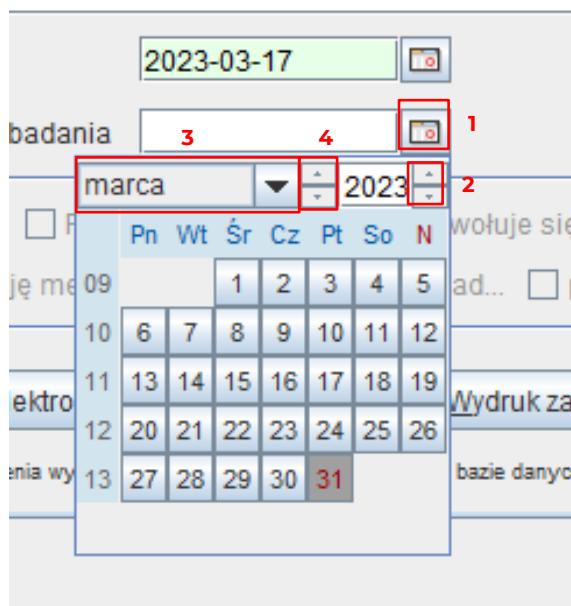 2023-03-17
badania
1
3
4
marca
2023
2
wołuje się
Pn Wt Śr Cz Pt So N
ję me
ad...
09 1 2 3 4 5
10 6 7 8 9 10 11 12
11 13 14 15 16 17 18 19
ektro
Wydruk za
12 20 21 22 23 24 25 26
enia wy
bazie danyc
13 27 28 29 30 31